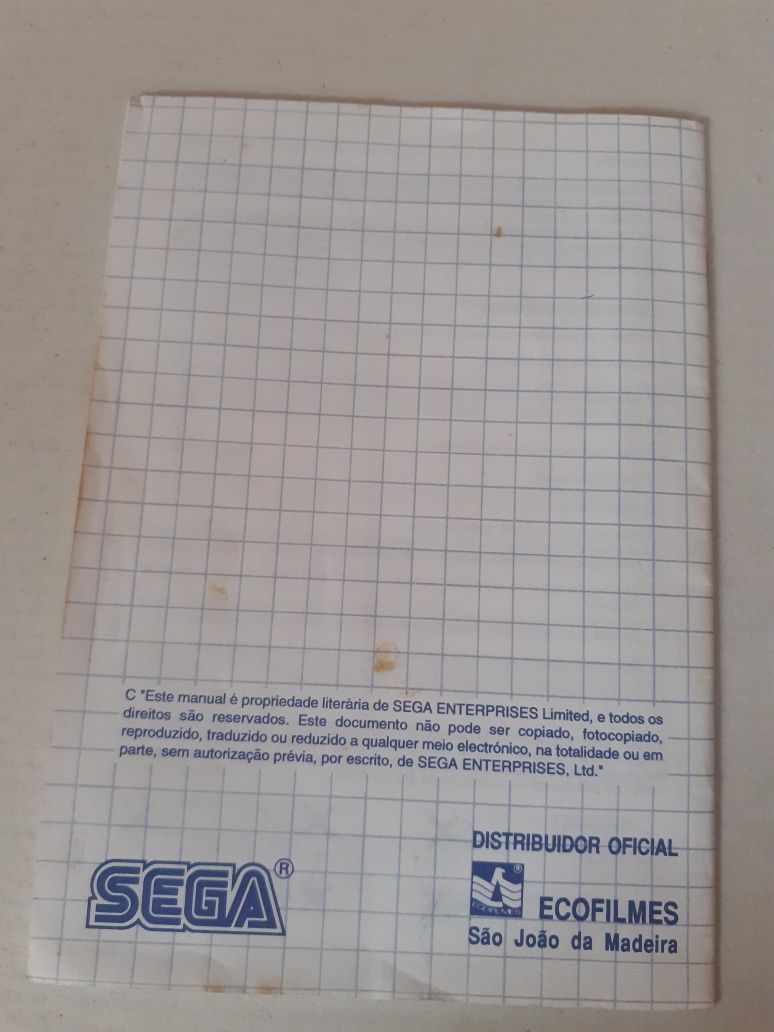 C "Este manual é propriedade literária de SEGA ENTERPRISES Limited, e todos os
direitos são reservados. Este documento não pode ser copiado, fotocopiado,
reproduzido, traduzido ou reduzido a qualquer meio electrónico, na totalidade ou em
parte, sem autorização prévia, por escrito, de SEGA ENTERPRISES, Ltd."
SEGA®
DISTRIBUIDOR OFICIAL
®
ECOFILMES
ECOFILMES
São João da Madeira